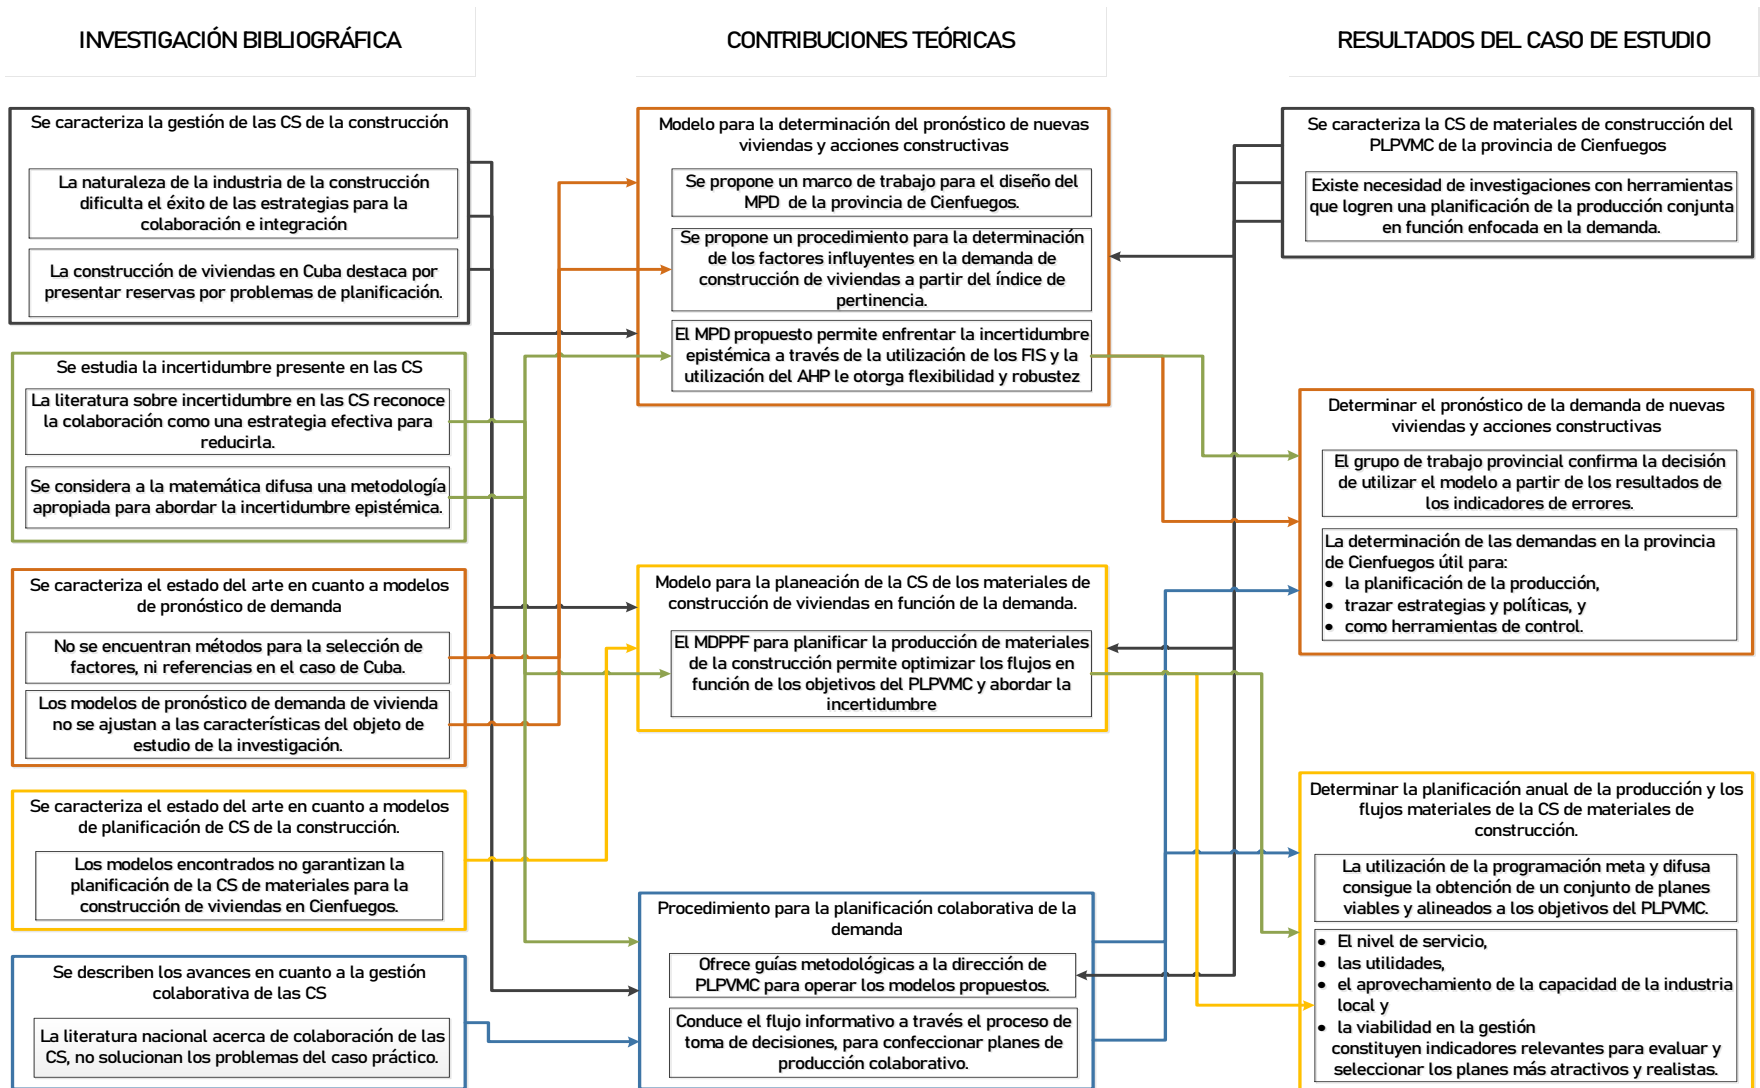 INVESTIGACIÓN BIBLIOGRÁFICA
Se caracteriza la gestión de las CS de la construcción
La naturaleza de la industria de la construcción
dificulta el éxito de las estrategias para la
colaboración e integración
La construcción de viviendas en Cuba destaca por
presentar reservas por problemas de planificación.
Se estudia la incertidumbre presente en las CS
La literatura sobre incertidumbre en las CS reconoce
la colaboración como una estrategia efectiva para
reducirla.
Se considera a la matemática difusa una metodología
apropiada para abordar la incertidumbre epistémica.
Se caracteriza el estado del arte en cuanto a modelos
de pronóstico de demanda
No se encuentran métodos para la selección de
factores, ni referencias en el caso de Cuba.
Los modelos de pronóstico de demanda de vivienda
no se ajustan a las características del objeto de
estudio de la investigación.
Se caracteriza el estado del arte en cuanto a modelos
de planificación de CS de la construcción.
Los modelos encontrados no garantizan la
planificación de la CS de materiales para la
construcción de viviendas en Cienfuegos.
Se describen los avances en cuanto a la gestión
colaborativa de las CS
La literatura nacional acerca de colaboración de las
CS, no solucionan los problemas del caso práctico.
CONTRIBUCIONES TEÓRICAS
Modelo para la determinación del pronóstico de nuevas
viviendas y acciones constructivas
Se propone un marco de trabajo para el diseño del
MPD de la provincia de Cienfuegos.
Se propone un procedimiento para la determinación
de los factores influyentes en la demanda de
construcción de viviendas a partir del índice de
pertinencia.
El MPD propuesto permite enfrentar la incertidumbre
epistémica a través de la utilización de los FIS y la
utilización del AHP le otorga flexibilidad y robustez
Modelo para la planeación de la CS de los materiales de
construcción de viviendas en función de la demanda.
El MDPPF para planificar la producción de materiales
de la construcción permite optimizar los flujos en
función de los objetivos del PLPVMC y abordar la
incertidumbre
Procedimiento para la planificación colaborativa de la
demanda
Ofrece guías metodológicas a la dirección de
PLPVMC para operar los modelos propuestos.
Conduce el flujo informativo a través el proceso de
toma de decisiones, para confeccionar planes de
producción colaborativo.
RESULTADOS DEL CASO DE ESTUDIO
Se caracteriza la CS de materiales de construcción del
PLPVMC de la provincia de Cienfuegos
Existe necesidad de investigaciones con herramientas
que logren una planificación de la producción conjunta
en función enfocada en la demanda.
Determinar el pronóstico de la demanda de nuevas
viviendas y acciones constructivas
El grupo de trabajo provincial confirma la decisión
de utilizar el modelo a partir de los resultados de
los indicadores de errores.
La determinación de las demandas en la provincia
de Cienfuegos útil para:
• la planificación de la producción,
• trazar estrategias y políticas, y
• como herramientas de control.
Determinar la planificación anual de la producción y los
flujos materiales de la CS de materiales de
construcción.
La utilización de la programación meta y difusa
consigue la obtención de un conjunto de planes
viables y alineados a los objetivos del PLPVMC.
• El nivel de servicio,
• las utilidades,
• el aprovechamiento de la capacidad de la industria
local y
• la viabilidad en la gestión
constituyen indicadores relevantes para evaluar y
seleccionar los planes más atractivos y realistas.